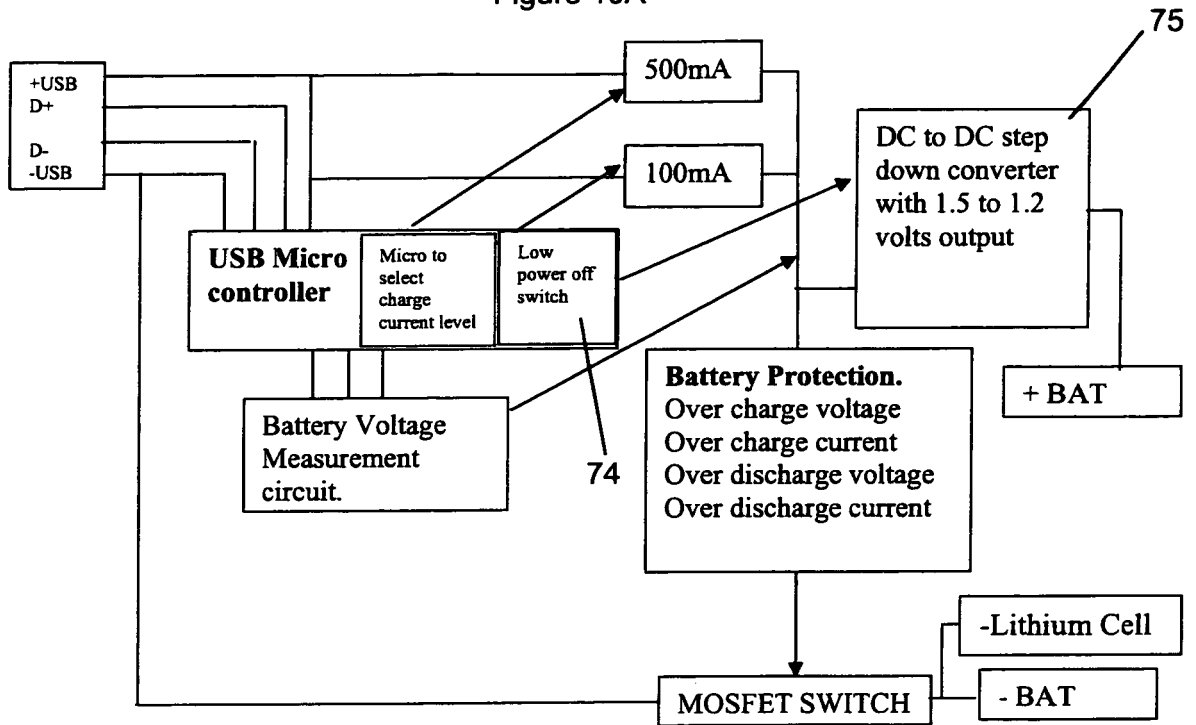 Figure 10A
75
+USB
D+
D-
-USB
500mA
100mA
DC to DC step
down converter
with 1.5 to 1.2
volts output
USB Micro
controller
Micro to
select
charge
current level
Low
power off
switch
Battery Voltage
Measurement
circuit.
74
Battery Protection.
Over charge voltage
Over charge current
Over discharge voltage
Over discharge current
+ BAT
-Lithium Cell
- BAT
MOSFET SWITCH